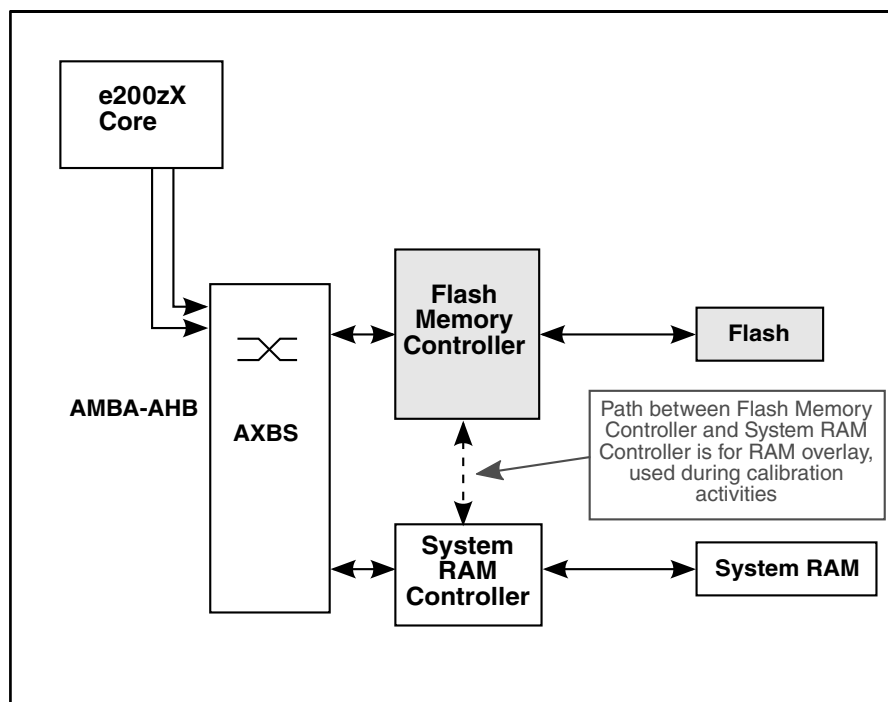 e200zX
Core
Flash
Memory
Controller
Flash
AMBA-AHB
AXBS
Path between Flash Memory
Controller and System RAM
Controller is for RAM overlay,
used during calibration
activities
System
RAM
Controller
System RAM